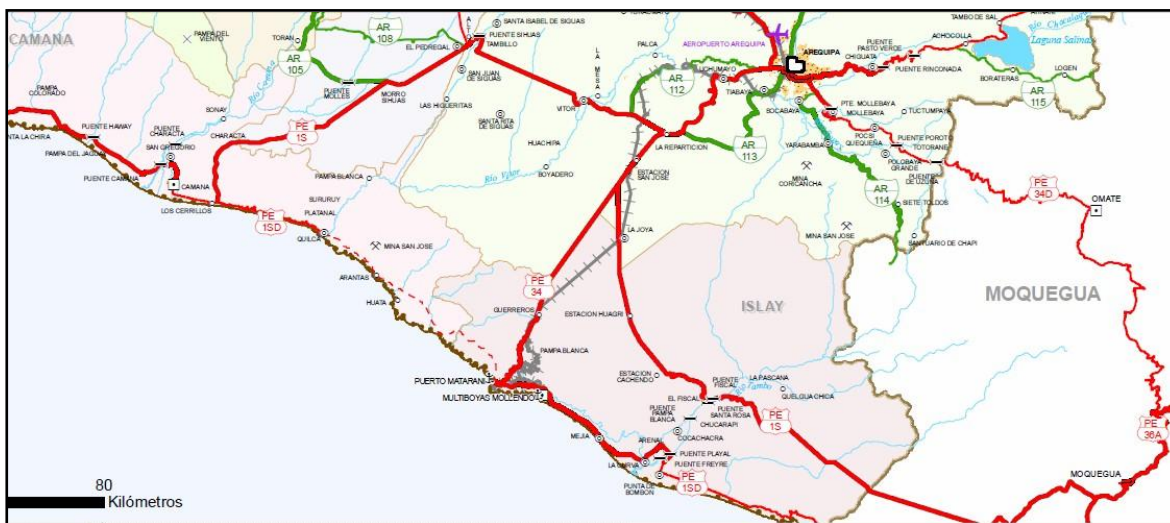 CAMANA
PAMPA DEL
VIENTO
TORAN
AR
108
EL PEDREGAL
PUENTE SIHUAS
TAMBILLO
SANTA ISABEL DE SIGUAS
AR
105
PUENTE
MOLLES
MORRO
SIHUAS
SAN JUAN
DE SIGUAS
LAS HIGUERITAS
SANTA RITA
DE SIGUAS
LA MESA
PALCA
VITOR
HUACHIPA
BOYADERO
Río Vitor
AEROPUERTO AREQUIPA
AREQUIPA
UCHUMAYO
TIABAYA
AR
112
AR
113
LA REPARTICION
ESTACION
SAN JOSE
PUENTE
PASTO VERDE
CHIQUATA
PUENTE RINCONADA
TAMBO DE SAL
ACHOCOLLA
Laguna Salinas
BORATERAS
LOGEN
AR
115
PTE. MOLLEBAYA
MOLLEBAYA
TUCTUMPAYA
POCSI
QUEQUEÑA
PUENTE POROTO
TOTORANE
YARABAMBA
POLOBAYA
GRANDE
PUENTE
DE UZUNA
MINA
CORICANCHA
AR
114
SIETE TOLDOS
SANTUARIO DE CHAPI
MINA SAN JOSE
PE
34D
OMATE
PAMPA
COLORADO
PUENTE HAWAY
SONAY
PUENTE
CHARACTA
CHARACTA
SAN GREGORIO
PAMPA DEL JAGUAY
PUENTE CAMANA
CAMANA
LOS CERRILLOS
PE
1S
PE
1SD
PAMPA BLANCA
SURURUY
PLATANAL
QUILCA
MINA SAN JOSE
ARANTAS
HUATA
LA JOYA
PE
34
GUERREROS
ESTACION HUAGRI
ISLAY
MOQUEGUA
PAMPA BLANCA
PUERTO MATARANI
MULTIBOYAS MOLLENDO
ESTACION
CACHENDO
PUENTE
FISCAL
LA PASCANA
Río Tambo
QUELGUA CHICA
EL FISCAL
PUENTE
SANTA ROSA
PUENTE
PAMPA
BLANCA
CHUCARAPI
COCACHACRA
PE
1S
MEJIA
ARENAL
PUENTE PLAYAL
LA CURVA
PUENTE FREYRE
PUNTA DE
BOMBON
PE
1SD
PE
36A
MOQUEGUA
80
Kilómetros